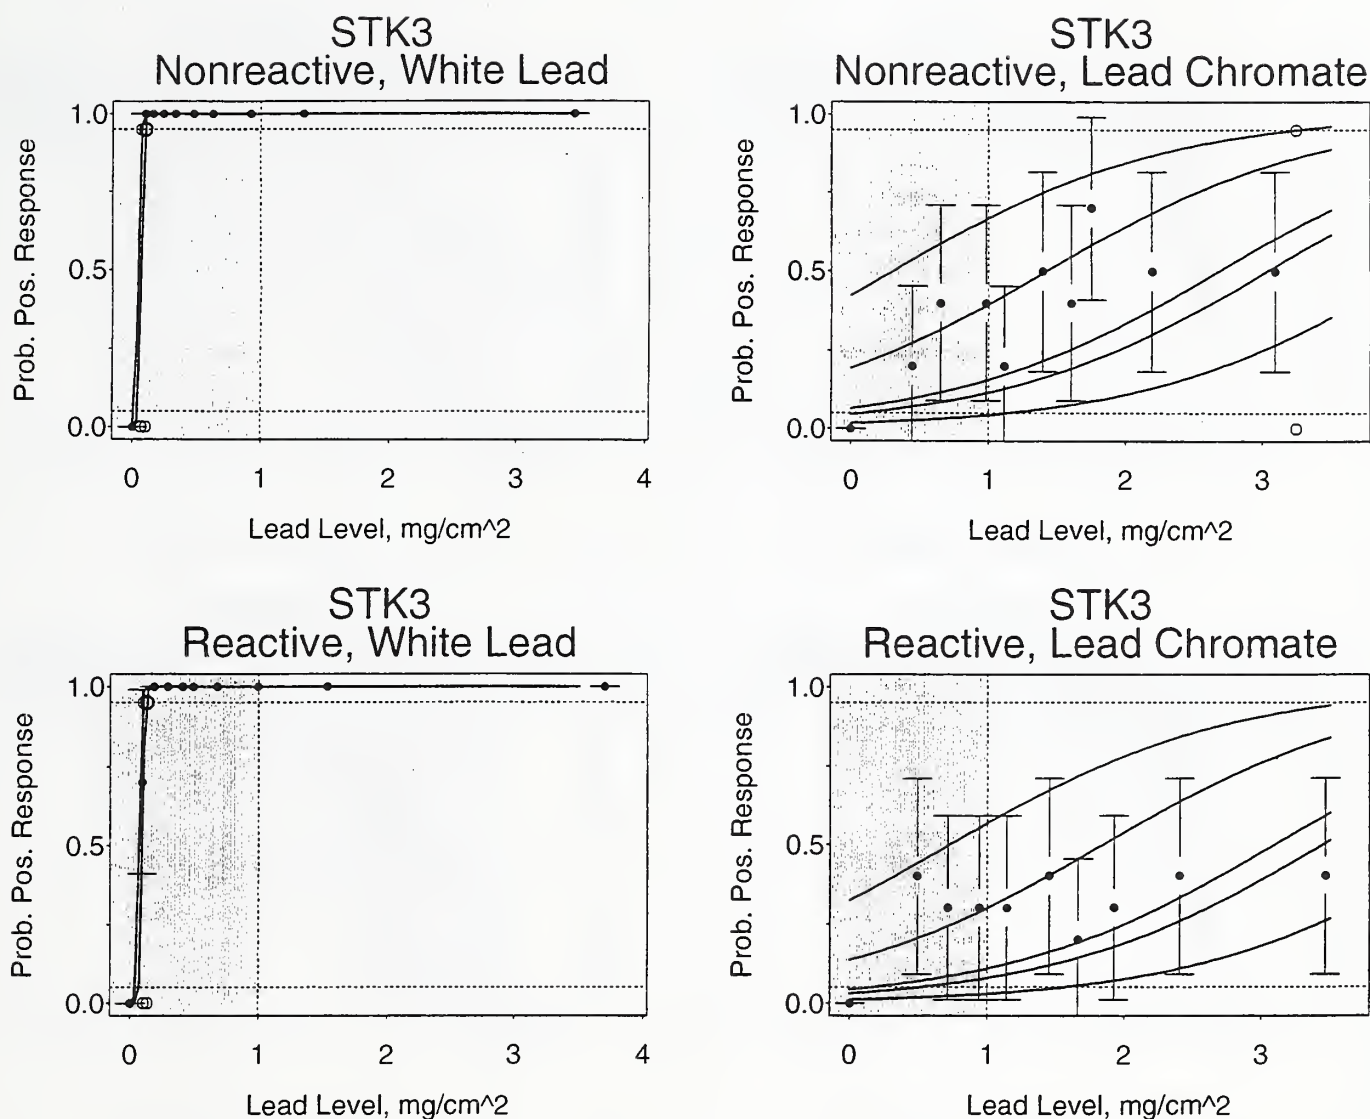 STK3
Nonreactive, White Lead
Prob. Pos. Response
1.0
0.5
0.0
0 1 2 3 4
Lead Level, mg/cm^2
STK3
Nonreactive, Lead Chromate
Prob. Pos. Response
1.0
0.5
0.0
0 1 2 3
Lead Level, mg/cm^2
STK3
Reactive, White Lead
Prob. Pos. Response
1.0
0.5
0.0
0 1 2 3 4
Lead Level, mg/cm^2
STK3
Reactive, Lead Chromate
Prob. Pos. Response
1.0
0.5
0.0
0 1 2 3
Lead Level, mg/cm^2